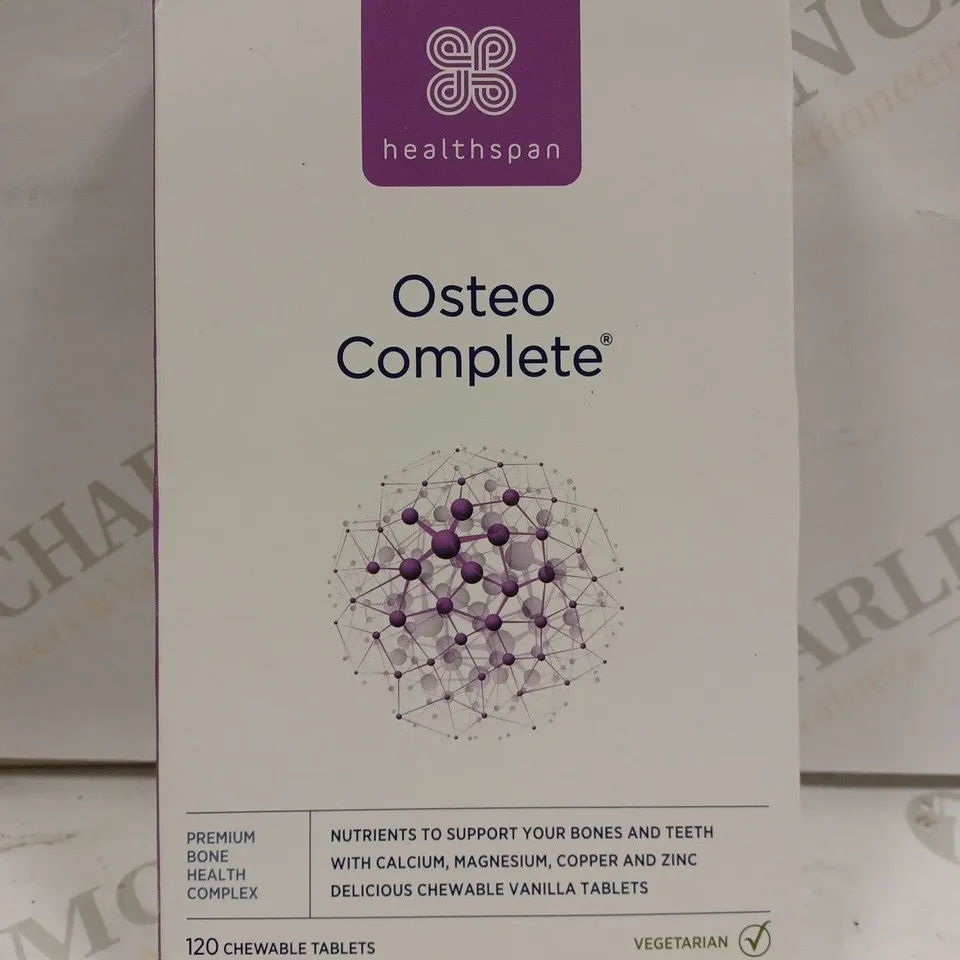 healthspan
Osteo
Complete®
PREMIUM
BONE
HEALTH
COMPLEX
NUTRIENTS TO SUPPORT YOUR BONES AND TEETH
WITH CALCIUM, MAGNESIUM, COPPER AND ZINC
DELICIOUS CHEWABLE VANILLA TABLETS
120 CHEWABLE TABLETS
VEGETARIAN